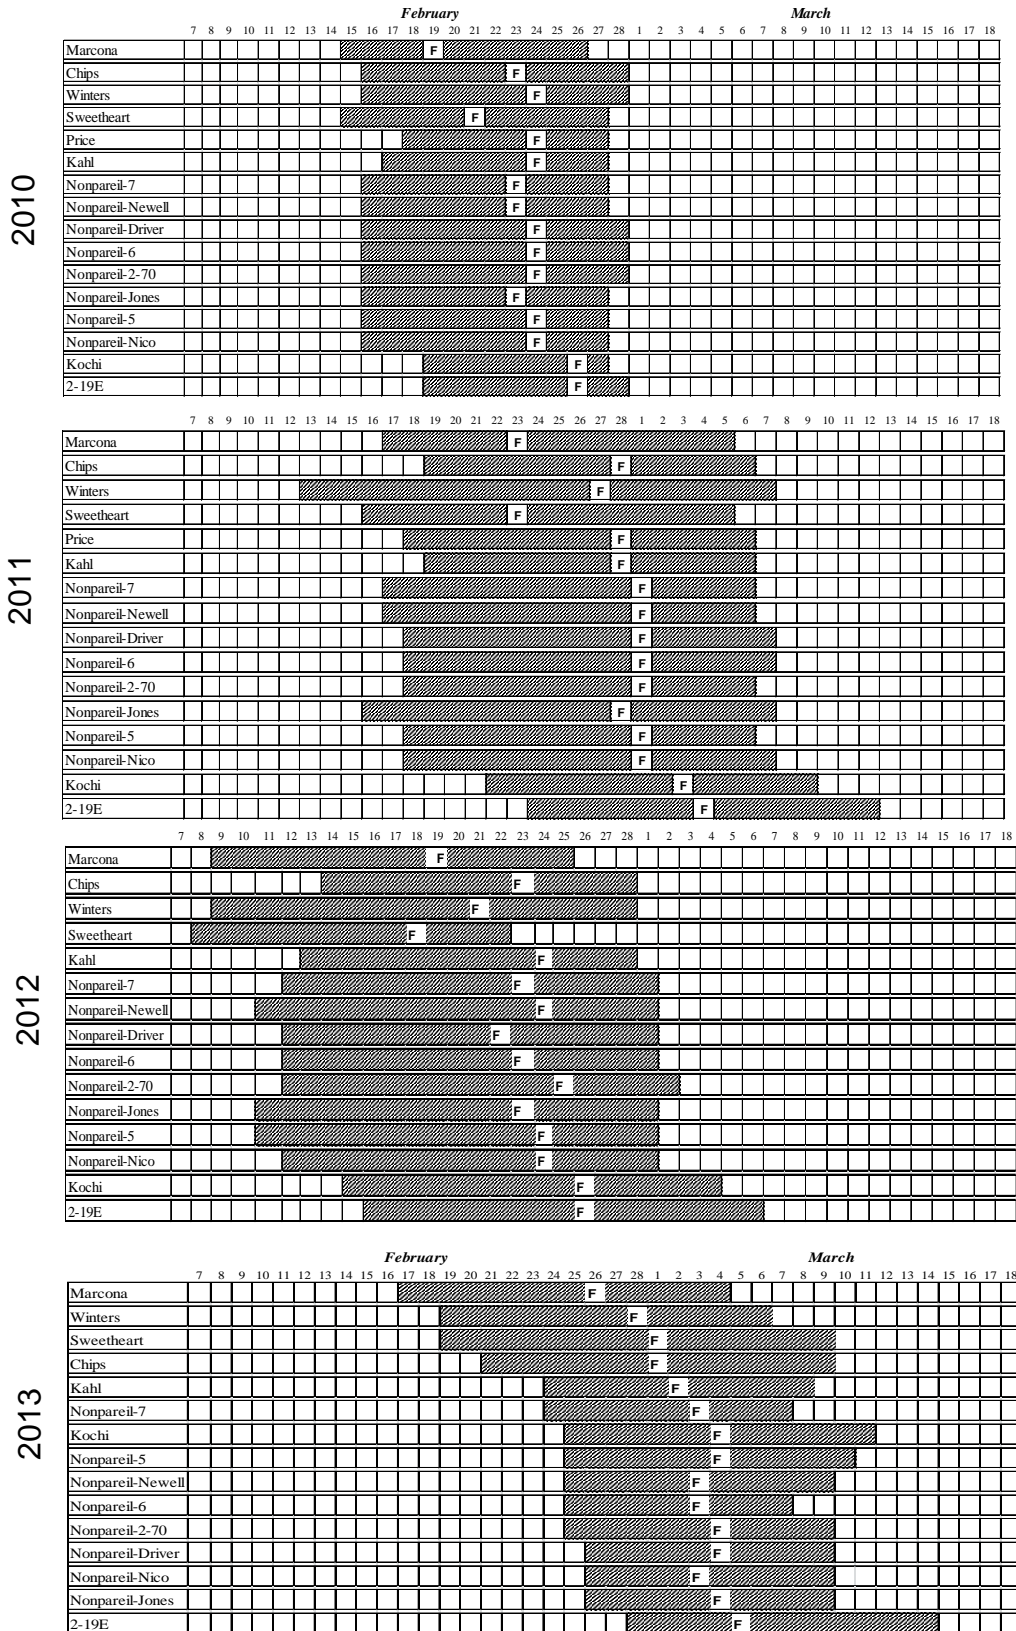 February March
7 8 9 10 11 12 13 14 15 16 17 18 19 20 21 22 23 24 25 26 27 28 1 2 3 4 5 6 7 8 9 10 11 12 13 14 15 16 17 18
2010
Marcona F
Chips F
Winters F
Sweetheart F
Price F
Kahl F
Nonpareil-7 F
Nonpareil-Newell F
Nonpareil-Driver F
Nonpareil-6 F
Nonpareil-2-70 F
Nonpareil-Jones F
Nonpareil-5 F
Nonpareil-Nico F
Kochi F
2-19E F
7 8 9 10 11 12 13 14 15 16 17 18 19 20 21 22 23 24 25 26 27 28 1 2 3 4 5 6 7 8 9 10 11 12 13 14 15 16 17 18
2011
Marcona F
Chips F
Winters F
Sweetheart F
Price F
Kahl F
Nonpareil-7 F
Nonpareil-Newell F
Nonpareil-Driver F
Nonpareil-6 F
Nonpareil-2-70 F
Nonpareil-Jones F
Nonpareil-5 F
Nonpareil-Nico F
Kochi F
2-19E F
7 8 9 10 11 12 13 14 15 16 17 18 19 20 21 22 23 24 25 26 27 28 1 2 3 4 5 6 7 8 9 10 11 12 13 14 15 16 17 18
2012
Marcona F
Chips F
Winters F
Sweetheart F
Kahl F
Nonpareil-7 F
Nonpareil-Newell F
Nonpareil-Driver F
Nonpareil-6 F
Nonpareil-2-70 F
Nonpareil-Jones F
Nonpareil-5 F
Nonpareil-Nico F
Kochi F
2-19E F
February March
7 8 9 10 11 12 13 14 15 16 17 18 19 20 21 22 23 24 25 26 27 28 1 2 3 4 5 6 7 8 9 10 11 12 13 14 15 16 17 18
2013
Marcona F
Winters F
Sweetheart F
Chips F
Kahl F
Nonpareil-7 F
Kochi F
Nonpareil-5 F
Nonpareil-Newell F
Nonpareil-6 F
Nonpareil-2-70 F
Nonpareil-Driver F
Nonpareil-Nico F
Nonpareil-Jones F
2-19E F